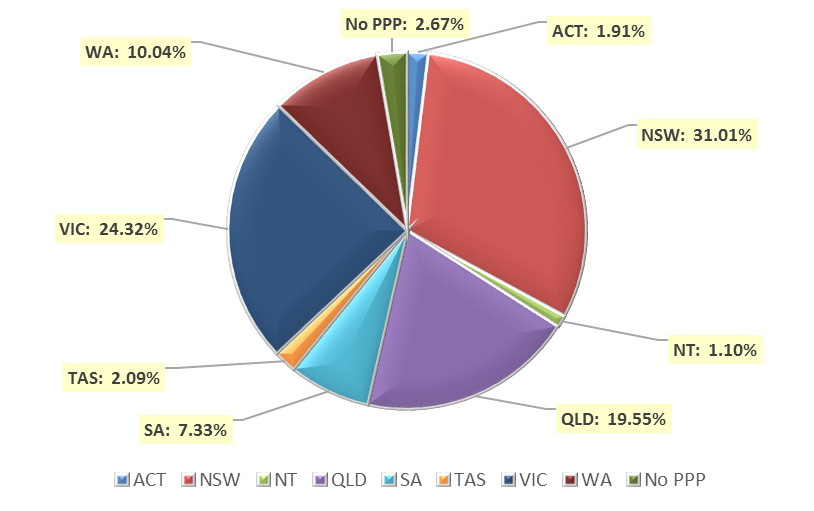 No PPP: 2.67%
ACT: 1.91%
WA: 10.04%
NSW: 31.01%
VIC: 24.32%
NT: 1.10%
TAS: 2.09%
QLD: 19.55%
SA: 7.33%
ACT NSW NT QLD SA TAS VIC WA No PPP